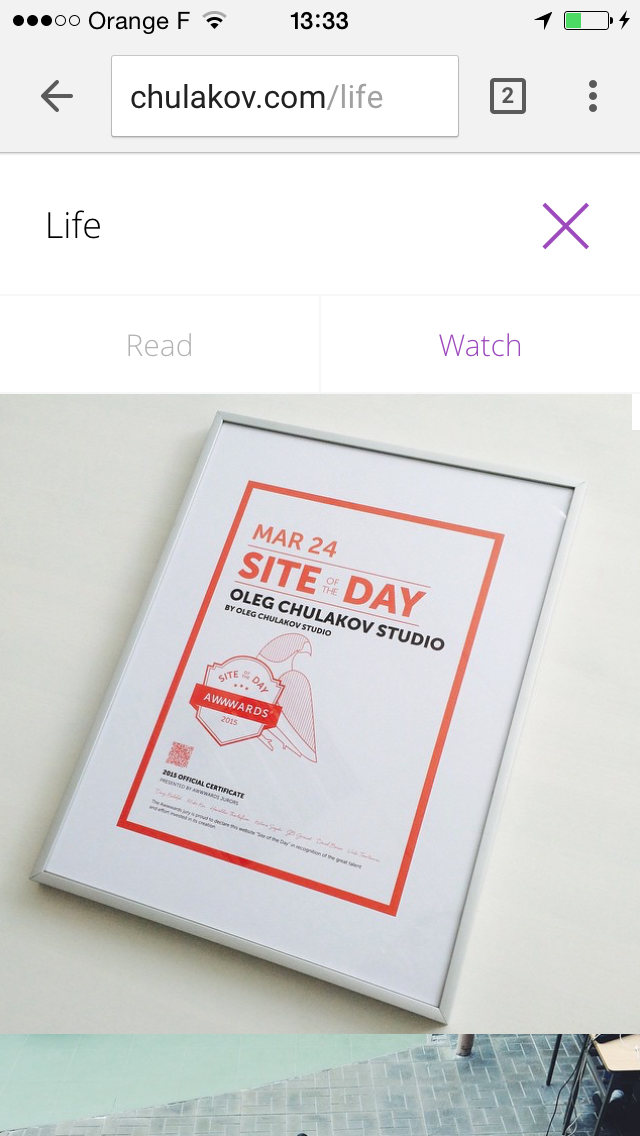 Orange F
13:33
chulakov.com/life
2
Life
Read
Watch
MAR 24
SITE OF THE DAY
OLEG CHULAKOV STUDIO
BY OLEG CHULAKOV STUDIO
SITE OF THE DAY
AWWWARDS
2015
2015 OFFICIAL CERTIFICATE
PRESENTED BY AWWWARDS JURORS
The Awwwards jury is proud to declare this website "Site of the Day" in recognition of the great talent
and effort invested in its creation.